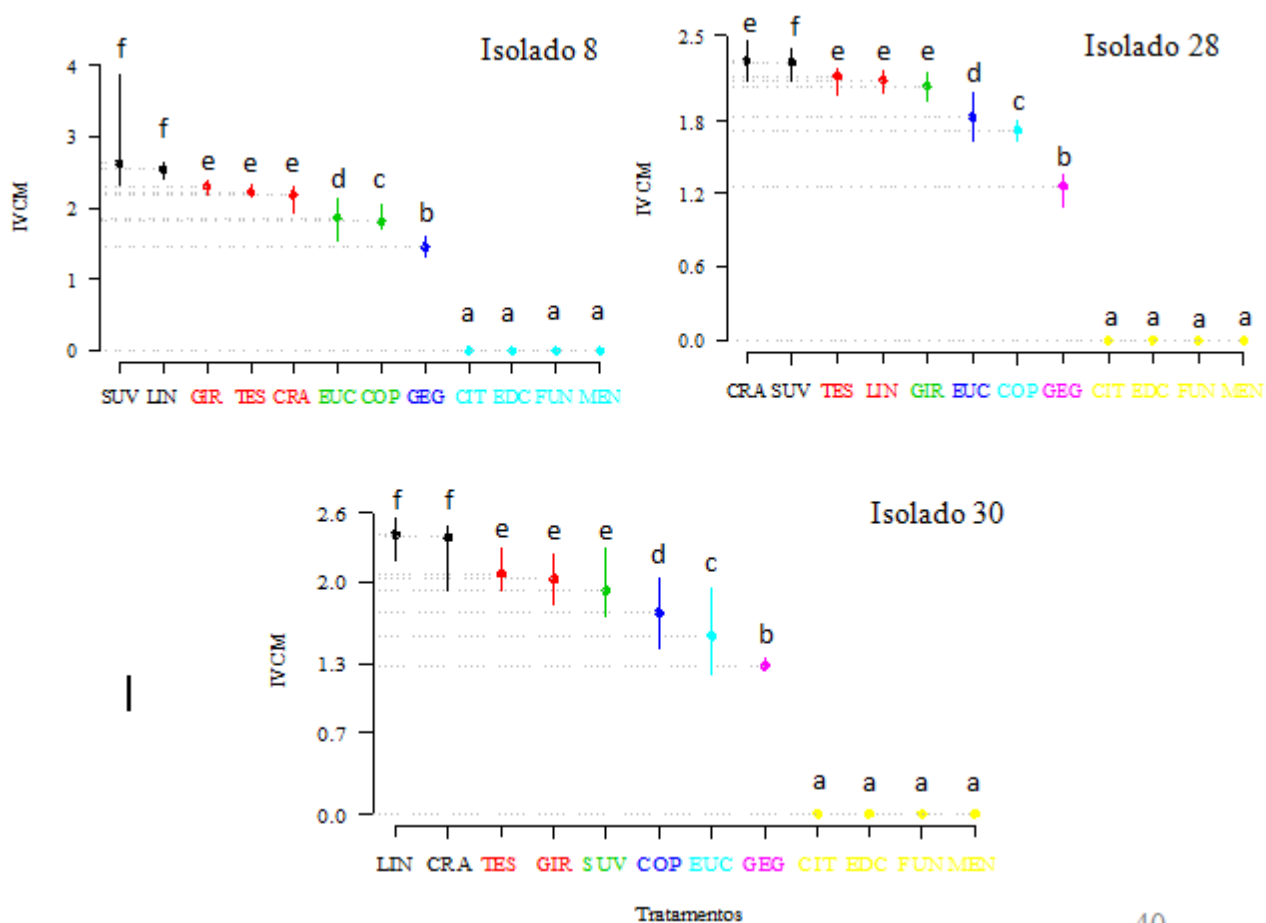 Isolado 8
f
f
e
e
e
d
c
b
a
a
a
a
4
3
2
1
0
IVCM
SUV LIN GIR TES CRA EUC COP GEG CIT EDC FUN MEN
Isolado 28
e
f
e
e
e
d
c
b
a
a
a
a
2.5
1.8
1.2
0.6
0.0
IVCM
CRA SUV TES LIN GIR EUC COP GEG CIT EDC FUN MEN
Isolado 30
f
f
e
e
e
d
c
b
a
a
a
a
2.6
2.0
1.3
0.7
0.0
IVCM
LIN CRA TES GIR SUV COP EUC GEG CIT EDC FUN MEN
Tratamentos
40